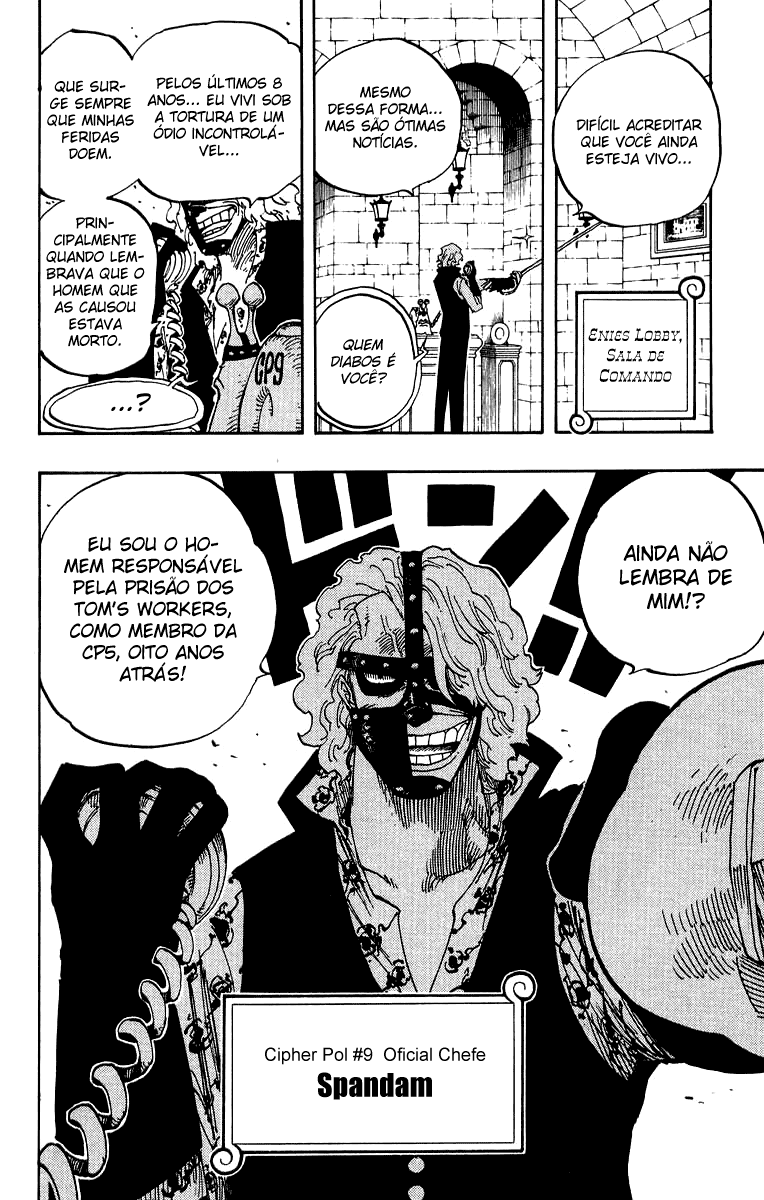 DIFÍCIL ACREDITAR
QUE VOCÊ AINDA
ESTEJA VIVO...
ENIES LOBBY,
SALA DE
COMANDO
MESMO
DESSA FORMA...
MAS SÃO ÓTIMAS
NOTÍCIAS.
QUEM
DIABOS É
VOCÊ?
PELOS ÚLTIMOS 8
ANOS... EU VIVI SOB
A TORTURA DE UM
ÓDIO INCONTROLÁ-
VEL...
QUE SUR-
GE SEMPRE
QUE MINHAS
FERIDAS
DOEM.
PRIN-
CIPALMENTE
QUANDO LEM-
BRAVA QUE O
HOMEM QUE
AS CAUSOU
ESTAVA
MORTO.
CP9
...?
AINDA NÃO
LEMBRA DE
MIM!?
EU SOU O HO-
MEM RESPONSÁVEL
PELA PRISÃO DOS
TOM'S WORKERS,
COMO MEMBRO DA
CP5, OITO ANOS
ATRÁS!
Cipher Pol #9 Oficial Chefe
Spandam